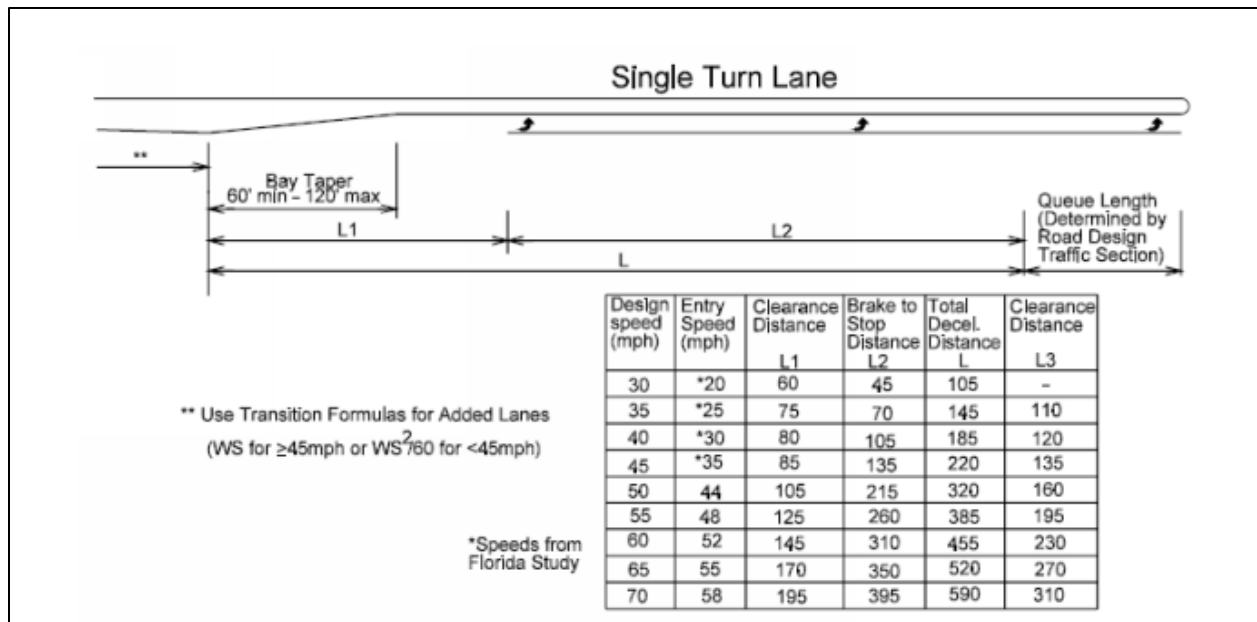 Single Turn Lane
**
Bay Taper
60' min – 120' max
L1
L2
L
Queue Length
(Determined by
Road Design
Traffic Section)
Design speed (mph) Entry Speed (mph) Clearance Distance L1 Brake to Stop Distance L2 Total Decel. Distance L Clearance Distance L3
30 *20 60 45 105 –
35 *25 75 70 145 110
40 *30 80 105 185 120
45 *35 85 135 220 135
50 44 105 215 320 160
55 48 125 260 385 195
60 52 145 310 455 230
65 55 170 350 520 270
70 58 195 395 590 310
** Use Transition Formulas for Added Lanes
(WS for ≥45mph or WS²/60 for <45mph)
*Speeds from
Florida Study